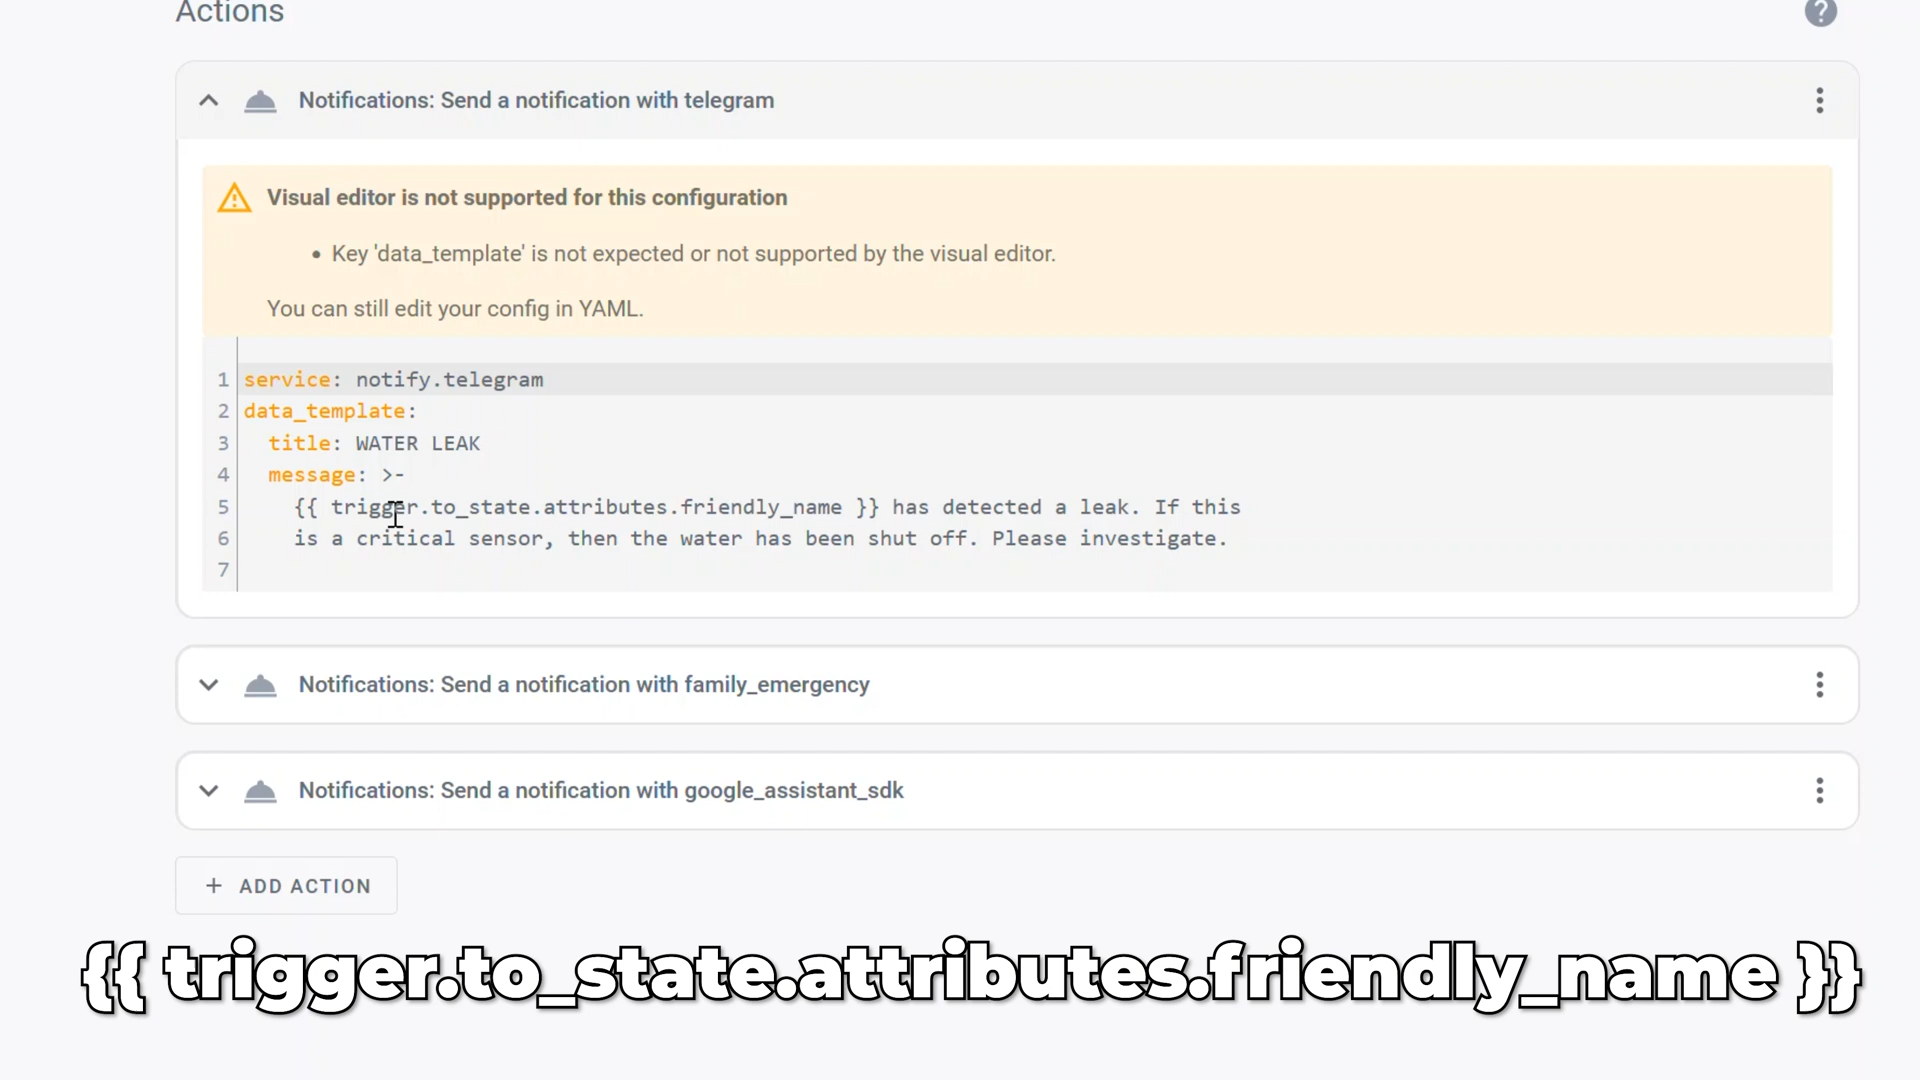 Actions
?
Notifications: Send a notification with telegram
Visual editor is not supported for this configuration
• Key 'data_template' is not expected or not supported by the visual editor.
You can still edit your config in YAML.
1 service: notify.telegram
2 data_template:
3   title: WATER LEAK
4   message: >-
5     {{ trigger.to_state.attributes.friendly_name }} has detected a leak. If this
6     is a critical sensor, then the water has been shut off. Please investigate.
7
Notifications: Send a notification with family_emergency
Notifications: Send a notification with google_assistant_sdk
+ ADD ACTION
{{ trigger.to_state.attributes.friendly_name }}